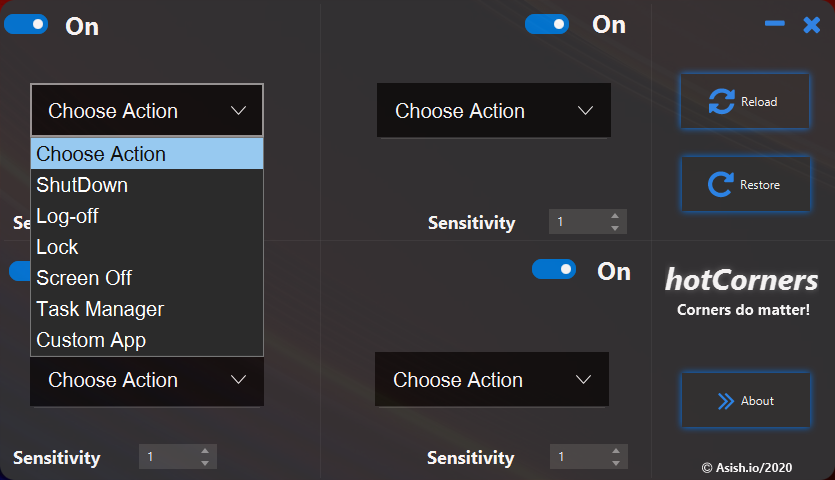 On
On
Choose Action
Choose Action
Reload
Choose Action
ShutDown
Log-off
Lock
Screen Off
Task Manager
Custom App
Restore
Sensitivity
1
On
hotCorners
Corners do matter!
Choose Action
Choose Action
About
Sensitivity
1
Sensitivity
1
© Asish.io/2020